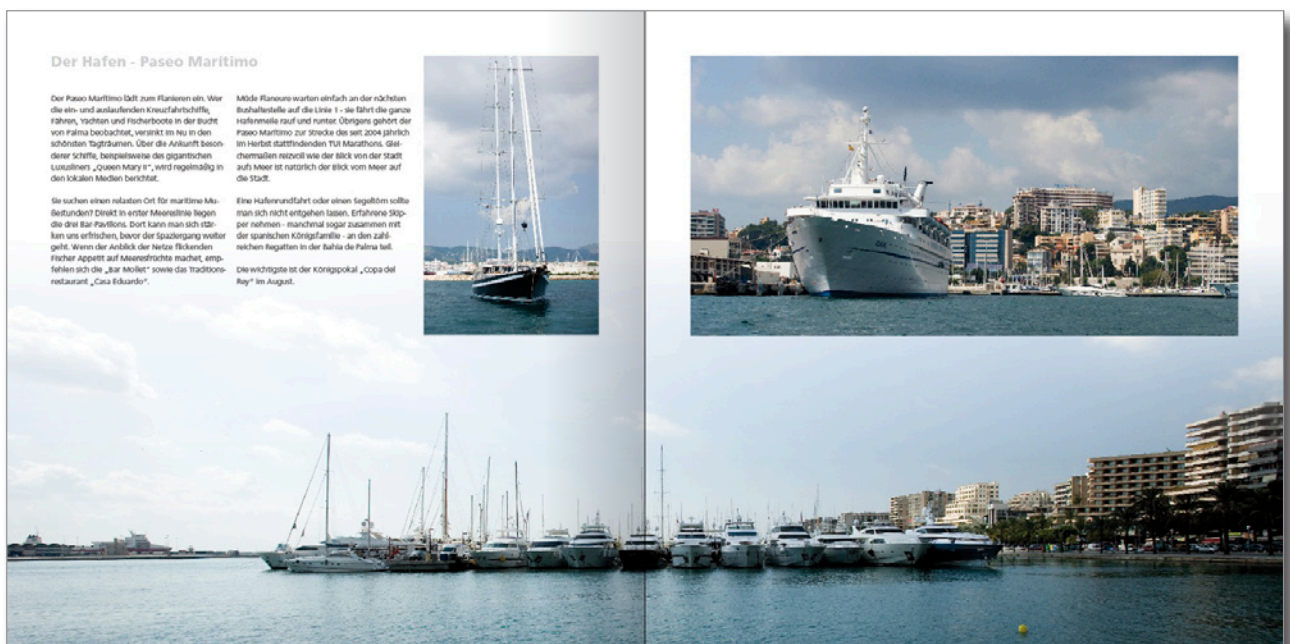 Der Hafen - Paseo Marítimo
Der Paseo Marítimo lädt zum Flanieren ein. Wer
die ein- und auslaufenden Kreuzfahrtschiffe,
Fähren, Yachten und Fischerboote in der Bucht
von Palma beobachtet, versinkt im Nu in den
schönsten Tagträumen. Über die Ankunft beson-
derer Schiffe, beispielsweise des gigantischen
Luxusliners „Queen Mary II", wird regelmäßig in
den lokalen Medien berichtet.
Sie suchen einen relaxten Ort für maritime Mu-
ßestunden? Direkt in erster Meereslinie liegen
die drei Bar-Pavillons. Dort kann man sich stär-
ken uns erfrischen, bevor der Spaziergang weiter
geht. Wenn der Anblick der Netze flickenden
Fischer Appetit auf Meeresfrüchte machet, emp-
fehlen sich die „Bar Mollet" sowie das Traditions-
restaurant „Casa Eduardo".
Müde Flaneure warten einfach an der nächsten
Bushaltestelle auf die Linie 1 - sie fährt die ganze
Hafenmeile rauf und runter. Übrigens gehört der
Paseo Marítimo zur Strecke des seit 2004 jährlich
im Herbst stattfindenden TUI Marathons. Glei-
chermaßen reizvoll wie der Blick von der Stadt
aufs Meer ist natürlich der Blick vom Meer auf
die Stadt.
Eine Hafenrundfahrt oder einen Segeltörn sollte
man sich nicht entgehen lassen. Erfahrene Skip-
per nehmen - manchmal sogar zusammen mit
der spanischen Königsfamilie - an den zahl-
reichen Regatten in der Bahía de Palma teil.
Die wichtigste ist der Königspokal „Copa del
Rey" im August.